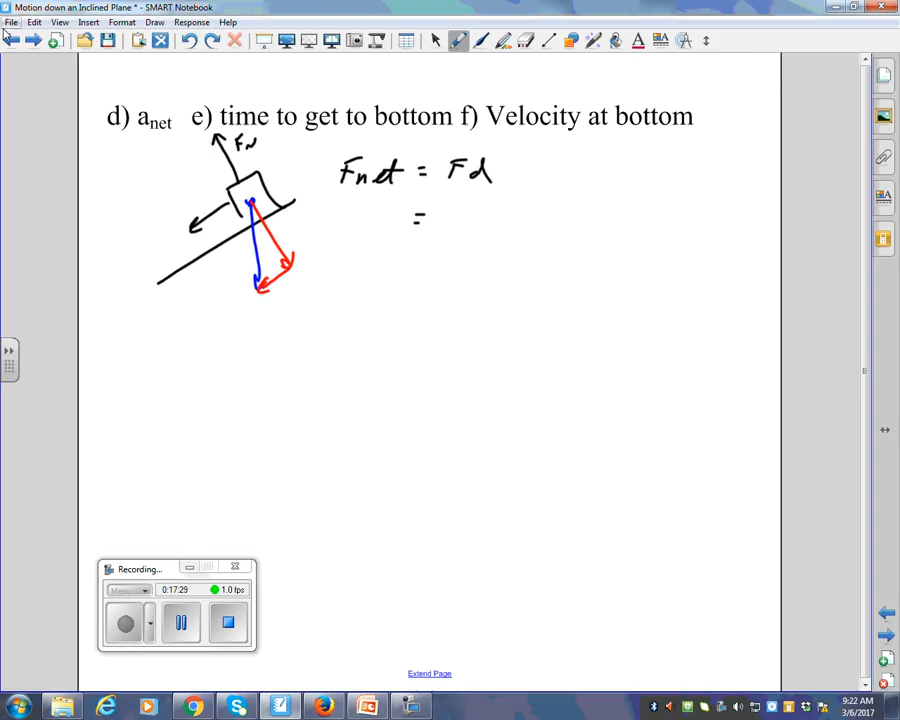 Motion down an Inclined Plane * - SMART Notebook
File Edit View Insert Format Draw Response Help
d) anet e) time to get to bottom f) Velocity at bottom
FN
Fnet = Fd
=
Recording...
Menu 0:17:29 1.0 fps
Extend Page
9:22 AM
3/6/2017